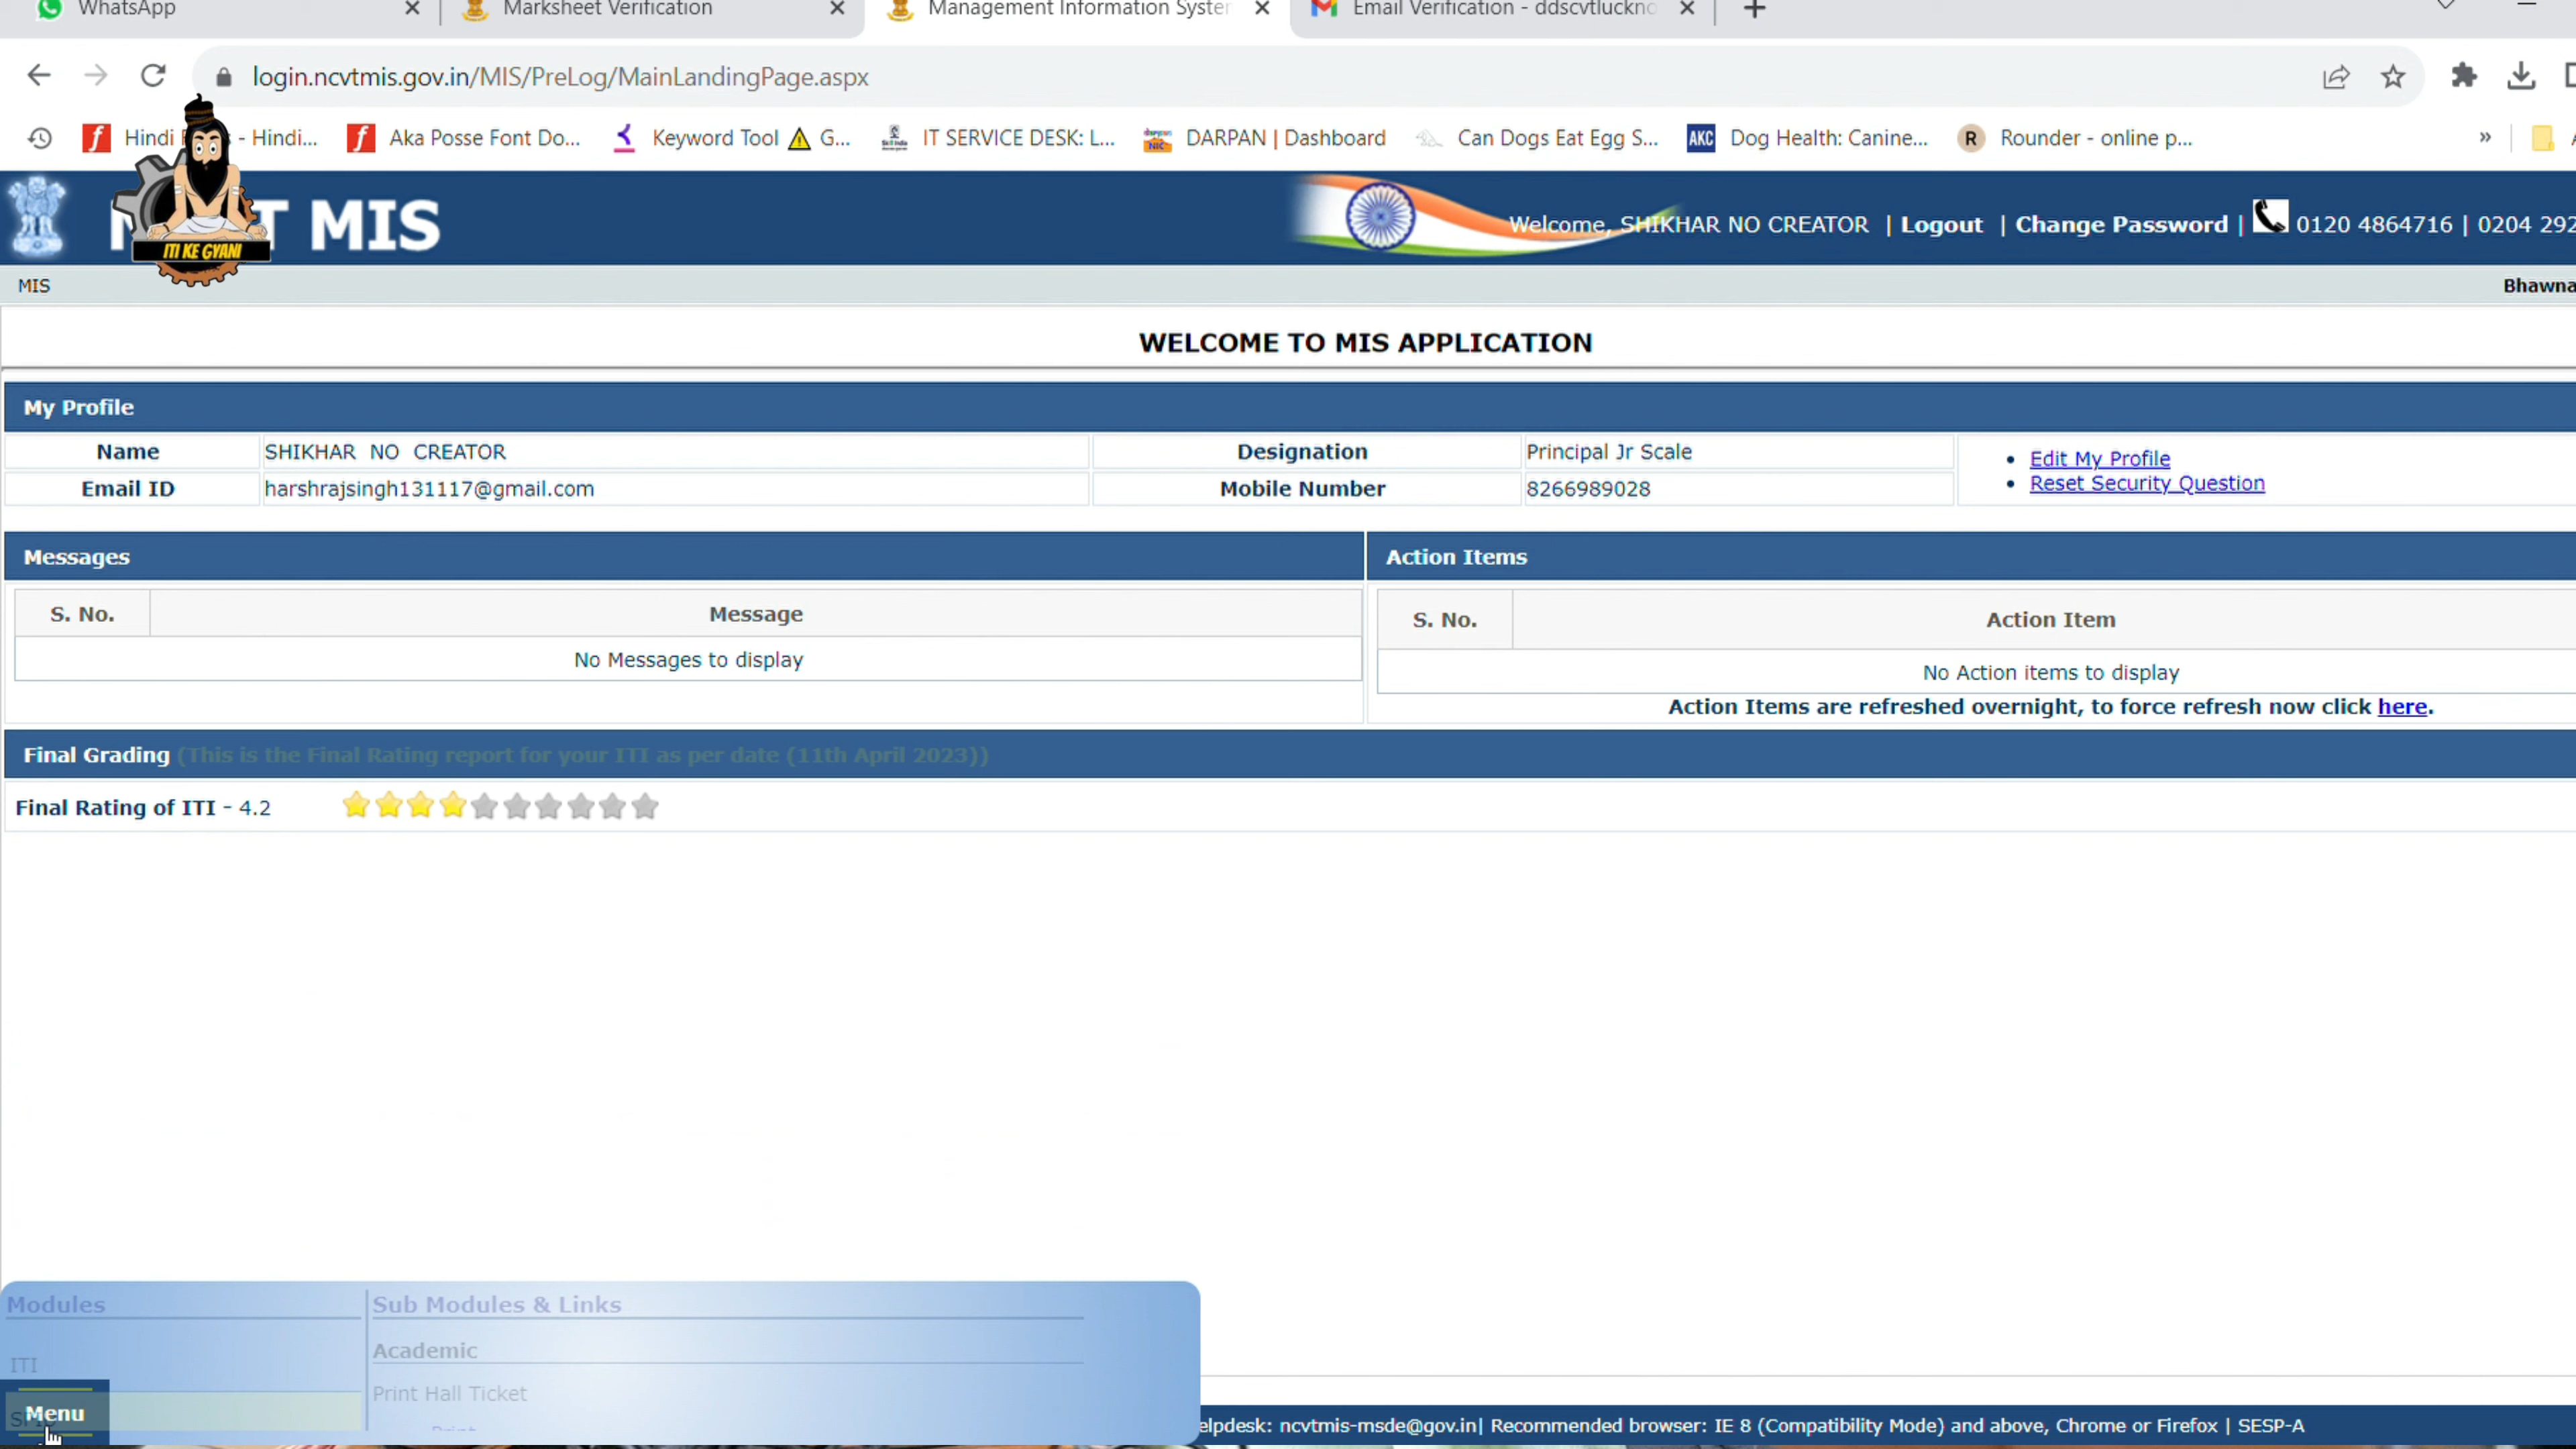 WhatsApp
Marksheet Verification
Management Information Syster
Email Verification - ddscvtluckno
login.ncvtmis.gov.in/MIS/PreLog/MainLandingPage.aspx
Hindi - Hindi...
Aka Posse Font Do...
Keyword Tool ⚠ G...
IT SERVICE DESK: L...
DARPAN | Dashboard
Can Dogs Eat Egg S...
AKC Dog Health: Canine...
R Rounder - online p...
»
T MIS
ITI KE GYANI
Welcome, SHIKHAR NO CREATOR | Logout | Change Password | 0120 4864716 | 0204 292
MIS
Bhawna
WELCOME TO MIS APPLICATION
My Profile
Name SHIKHAR NO CREATOR Designation Principal Jr Scale
Email ID harshrajsingh131117@gmail.com Mobile Number 8266989028
• Edit My Profile
• Reset Security Question
Messages
S. No. Message
No Messages to display
Action Items
S. No. Action Item
No Action items to display
Action Items are refreshed overnight, to force refresh now click here.
Final Grading (This is the Final Rating report for your ITI as per date (11th April 2023))
Final Rating of ITI - 4.2
Modules
Sub Modules & Links
ITI
Academic
Print Hall Ticket
Menu
Print
elpdesk: ncvtmis-msde@gov.in| Recommended browser: IE 8 (Compatibility Mode) and above, Chrome or Firefox | SESP-A